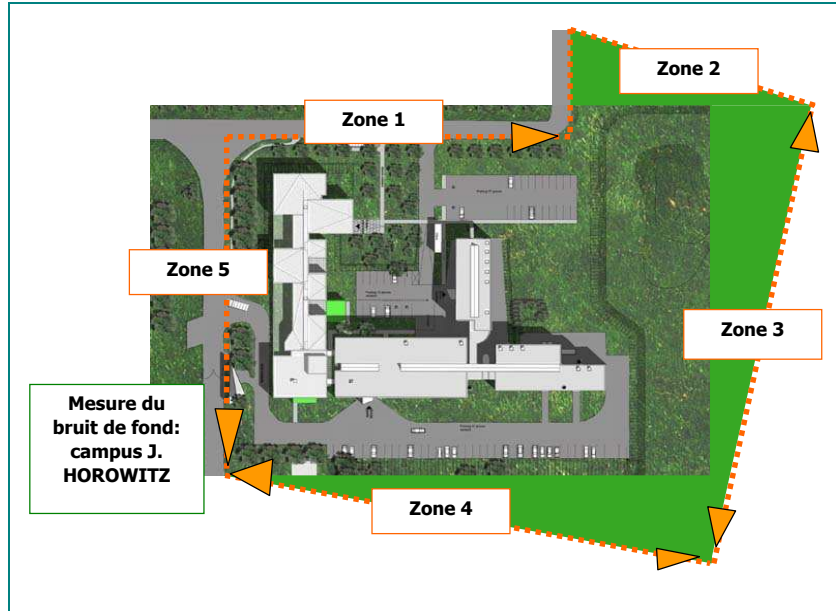 Zone 2
Zone 1
Zone 5
Zone 3
Mesure du
bruit de fond:
campus J.
HOROWITZ
Zone 4